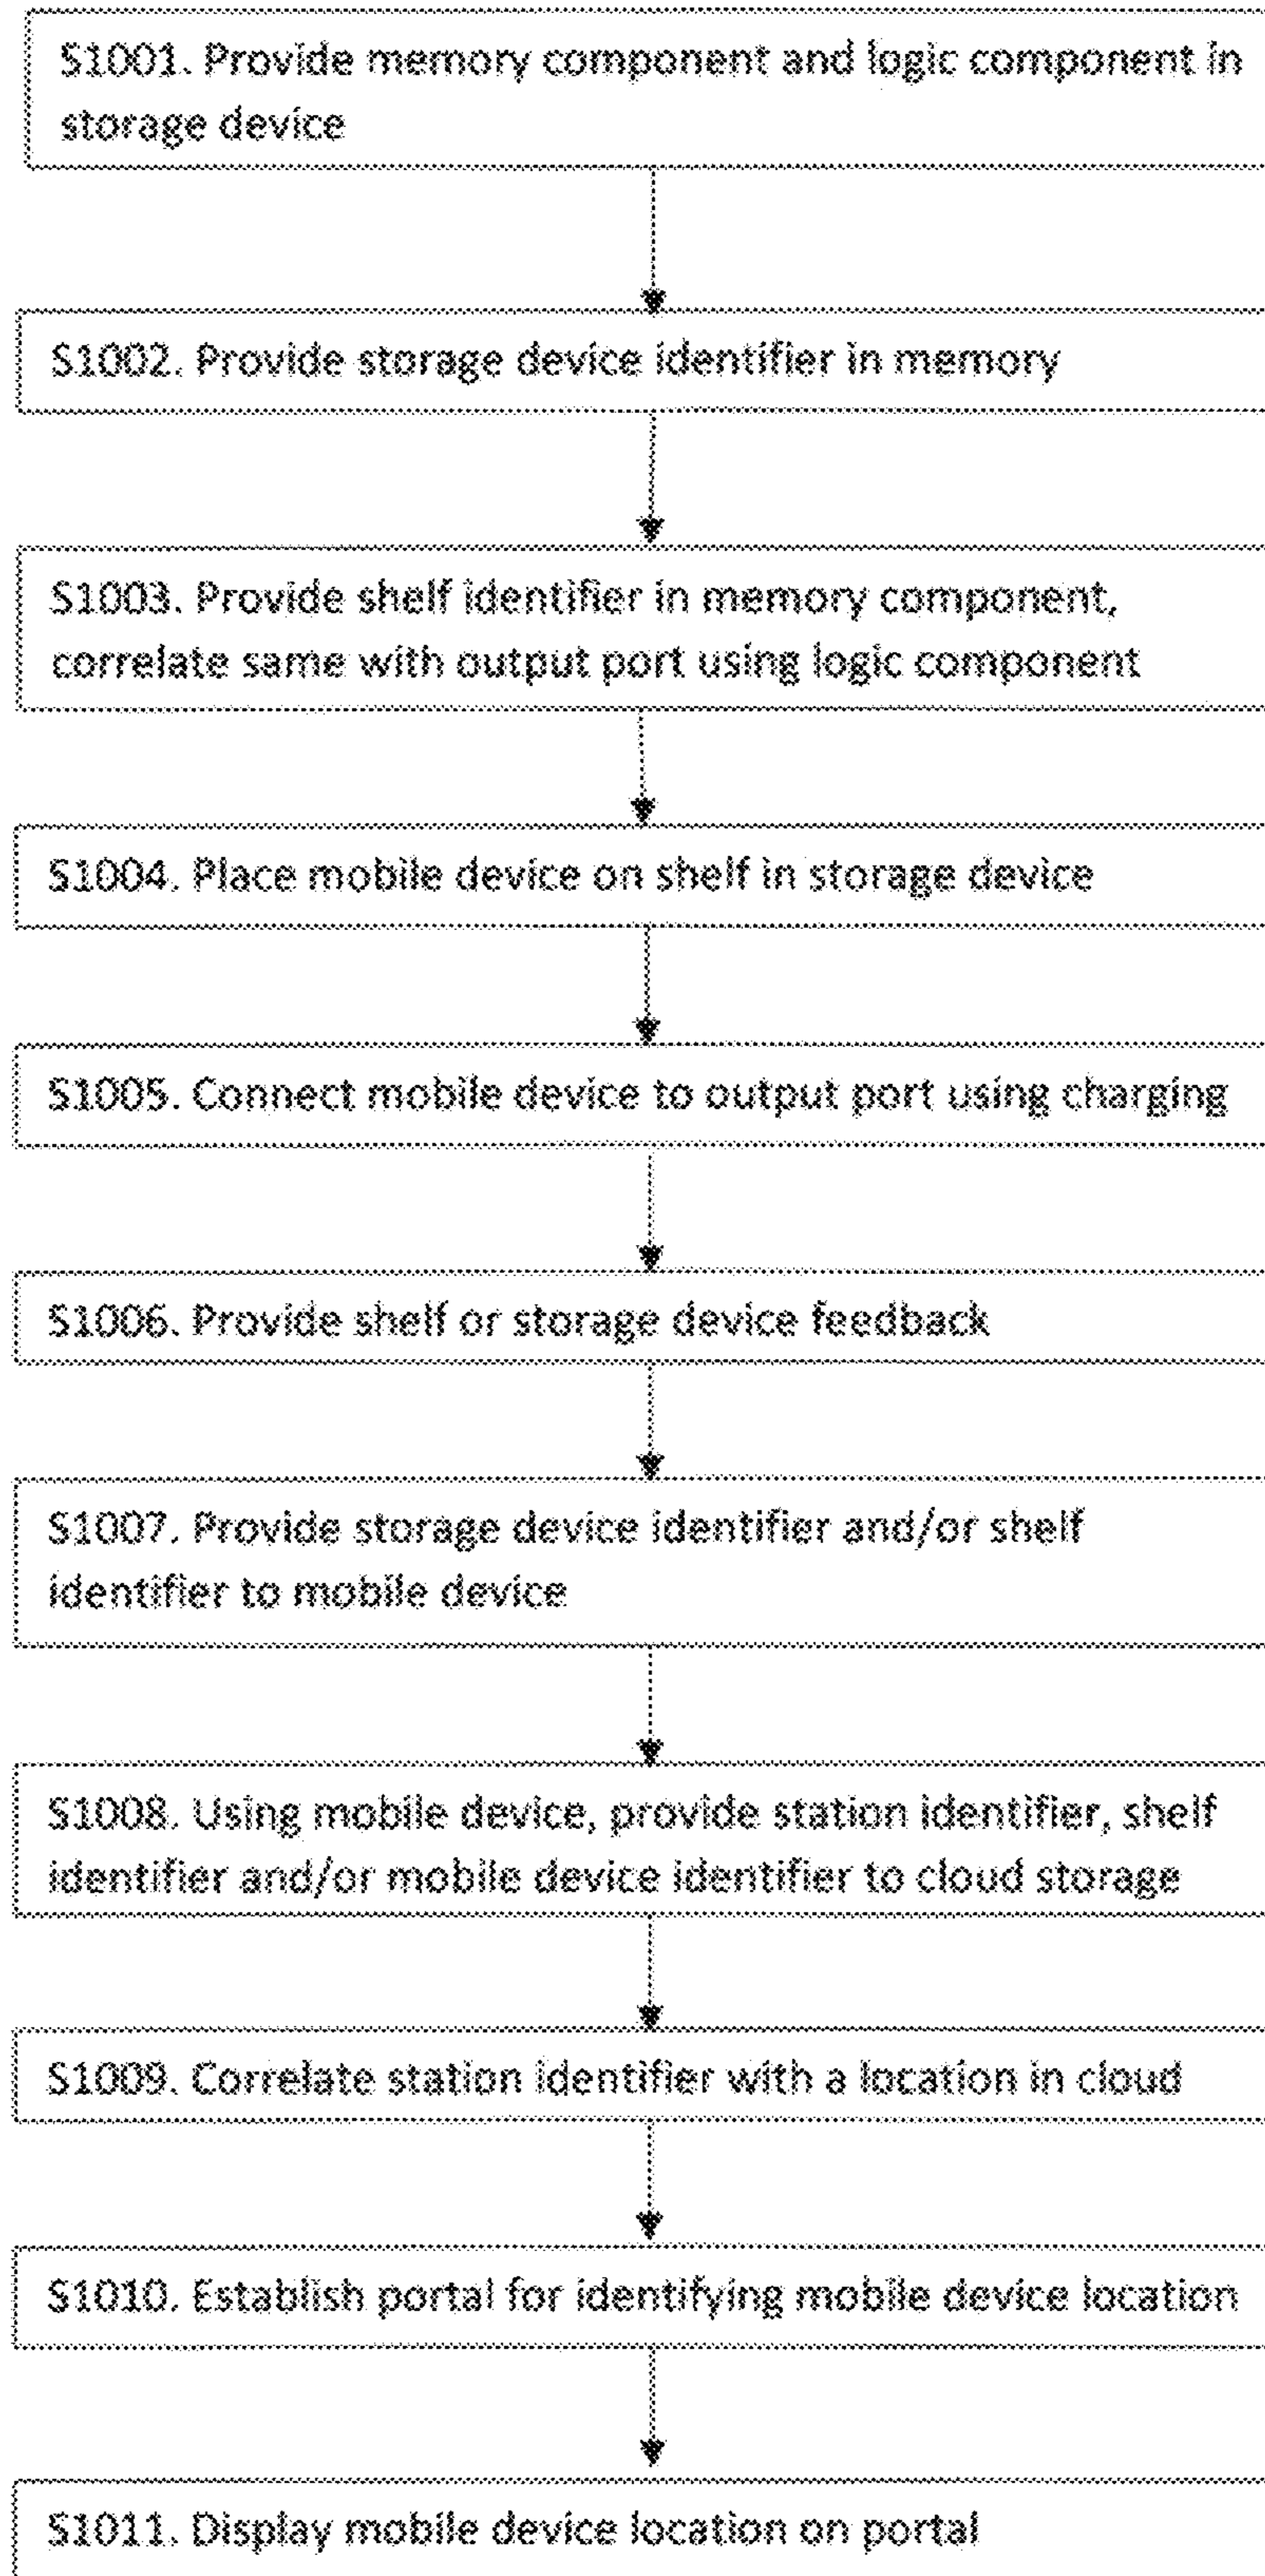 S1001. Provide memory component and logic component in
storage device
S1002. Provide storage device identifier in memory
S1003. Provide shelf identifier in memory component,
correlate same with output port using logic component
S1004. Place mobile device on shelf in storage device
S1005. Connect mobile device to output port using charging
S1006. Provide shelf or storage device feedback
S1007. Provide storage device identifier and/or shelf
identifier to mobile device
S1008. Using mobile device, provide station identifier, shelf
identifier and/or mobile device identifier to cloud storage
S1009. Correlate station identifier with a location in cloud
S1010. Establish portal for identifying mobile device location
S1011. Display mobile device location on portal